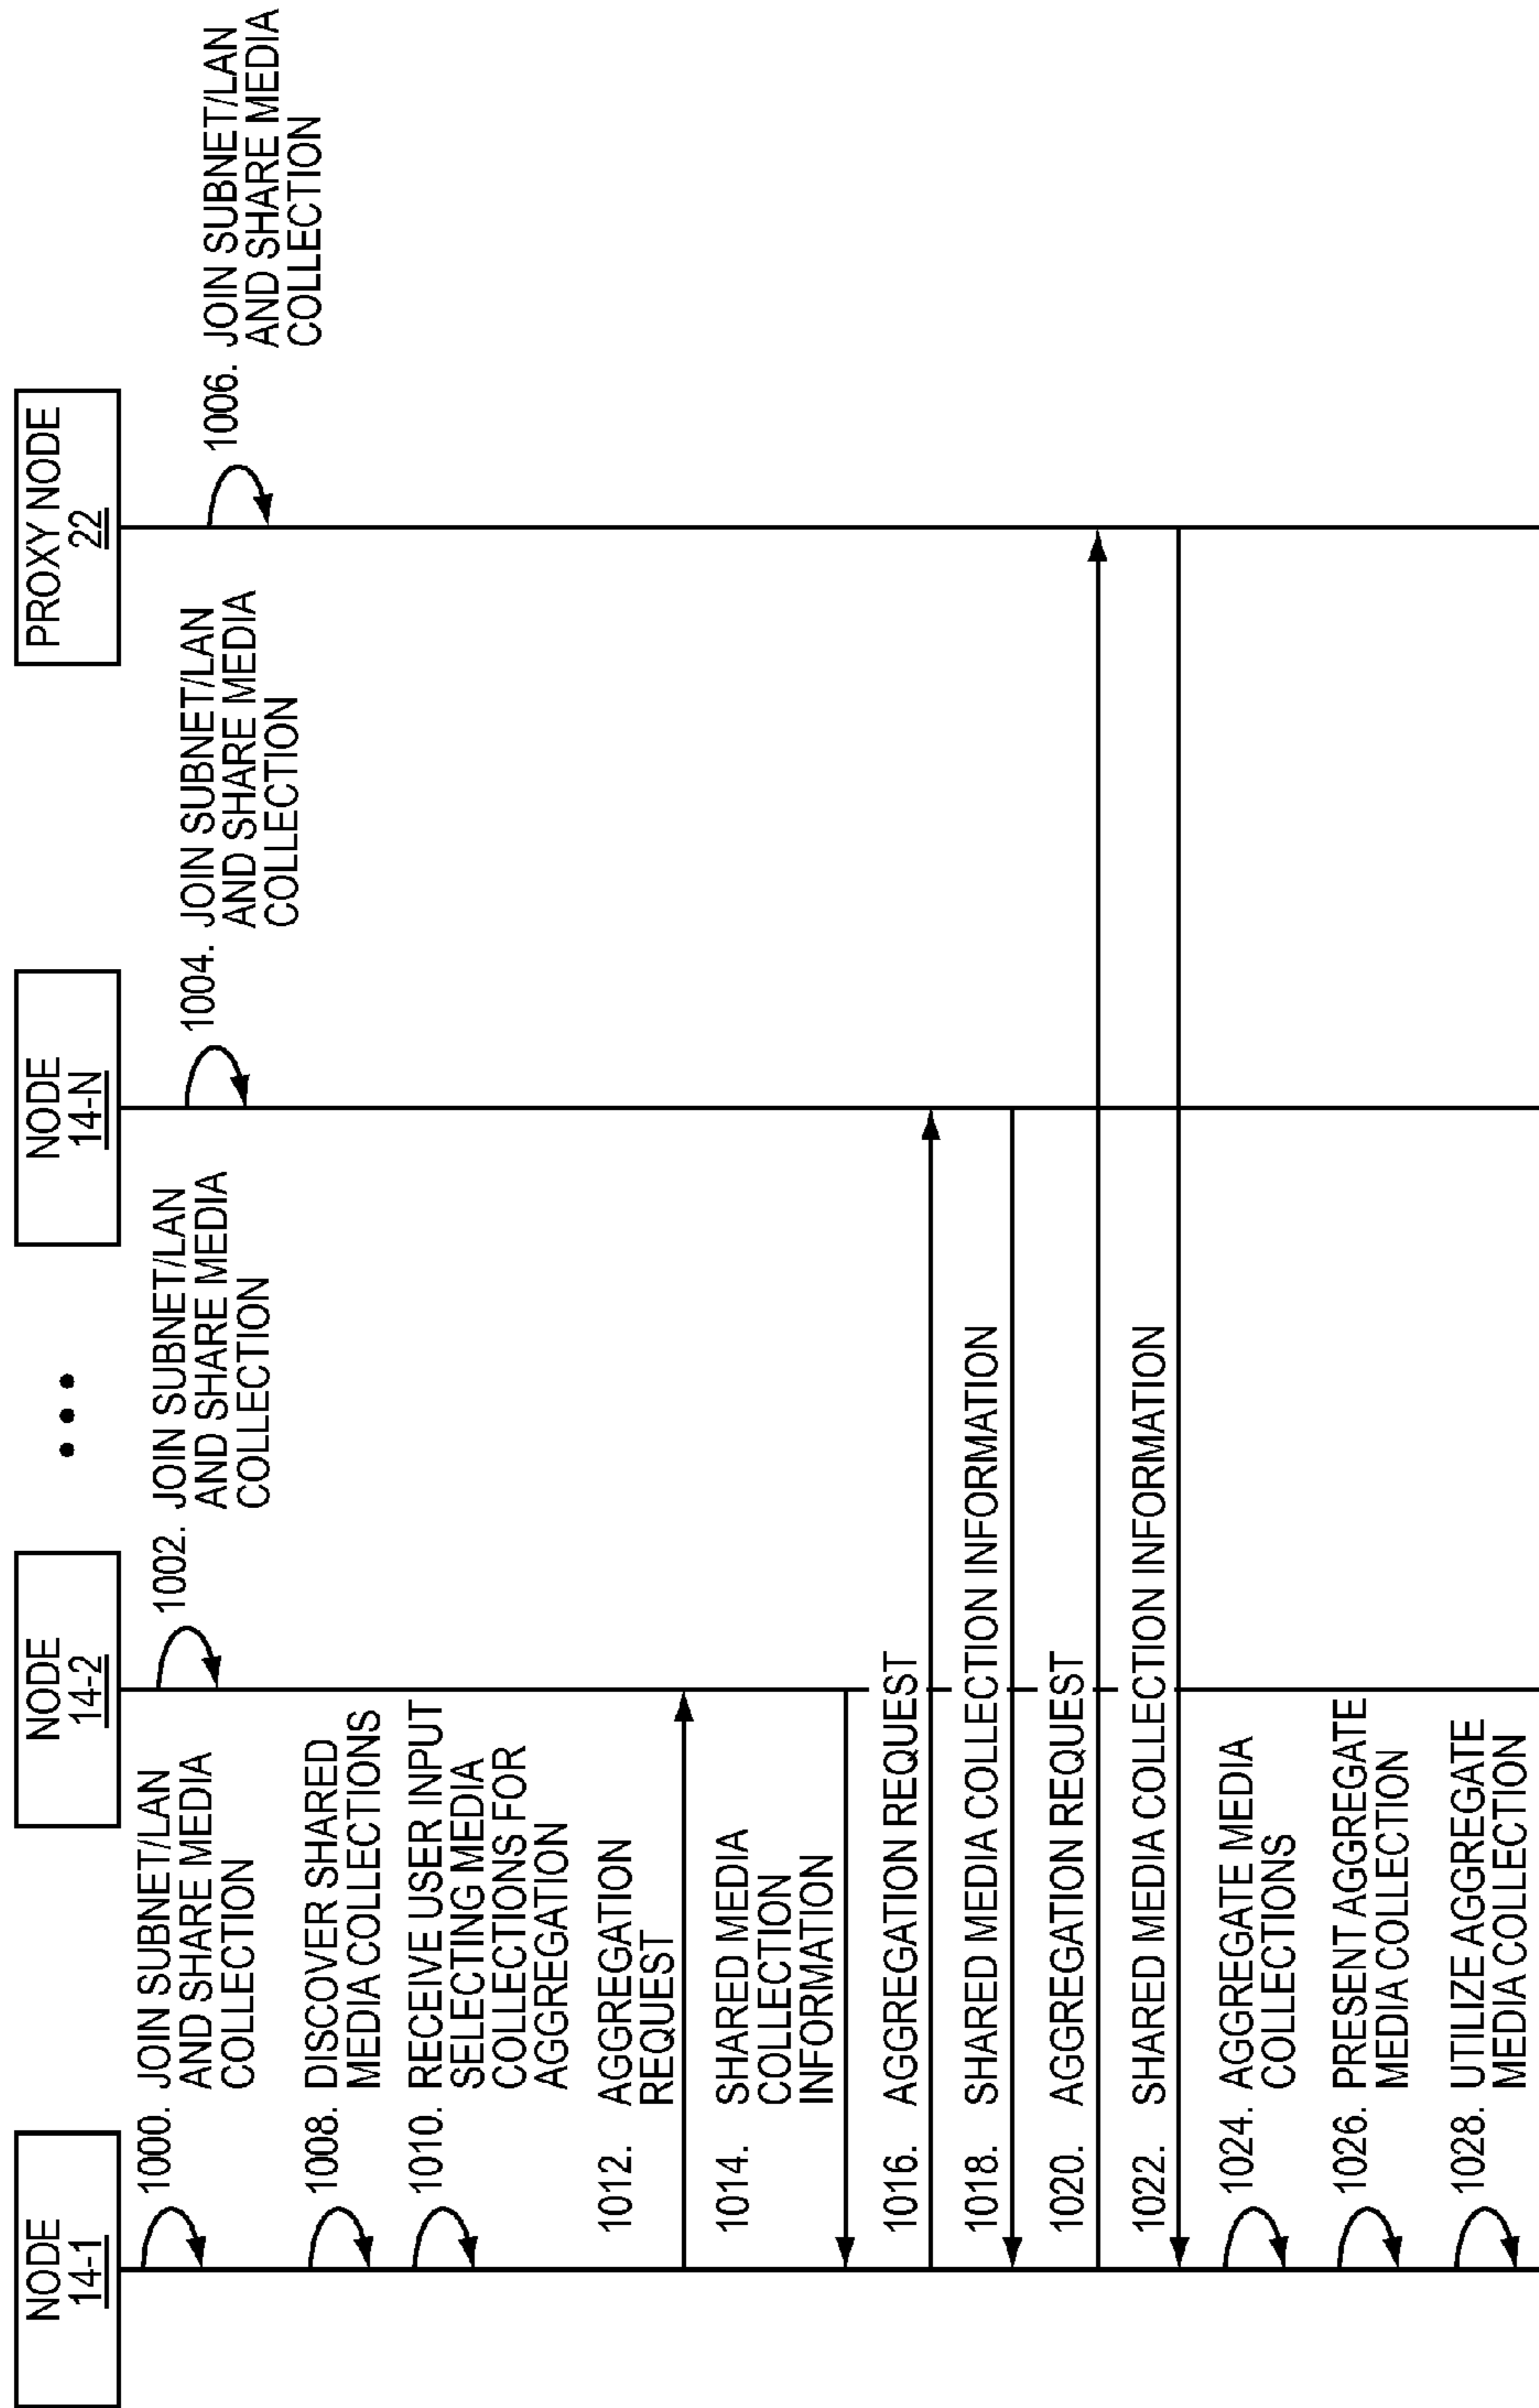 NODE
14-1
NODE
14-2
• • •
NODE
14-N
PROXY NODE
22
1000. JOIN SUBNET/LAN
AND SHARE MEDIA
COLLECTION
1002. JOIN SUBNET/LAN
AND SHARE MEDIA
COLLECTION
1004. JOIN SUBNET/LAN
AND SHARE MEDIA
COLLECTION
1006. JOIN SUBNET/LAN
AND SHARE MEDIA
COLLECTION
1008. DISCOVER SHARED
MEDIA COLLECTIONS
1010. RECEIVE USER INPUT
SELECTING MEDIA
COLLECTIONS FOR
AGGREGATION
1012. AGGREGATION
REQUEST
1014. SHARED MEDIA
COLLECTION
INFORMATION
1016. AGGREGATION REQUEST
1018. SHARED MEDIA COLLECTION INFORMATION
1020. AGGREGATION REQUEST
1022. SHARED MEDIA COLLECTION INFORMATION
1024. AGGREGATE MEDIA
COLLECTIONS
1026. PRESENT AGGREGATE
MEDIA COLLECTION
1028. UTILIZE AGGREGATE
MEDIA COLLECTION